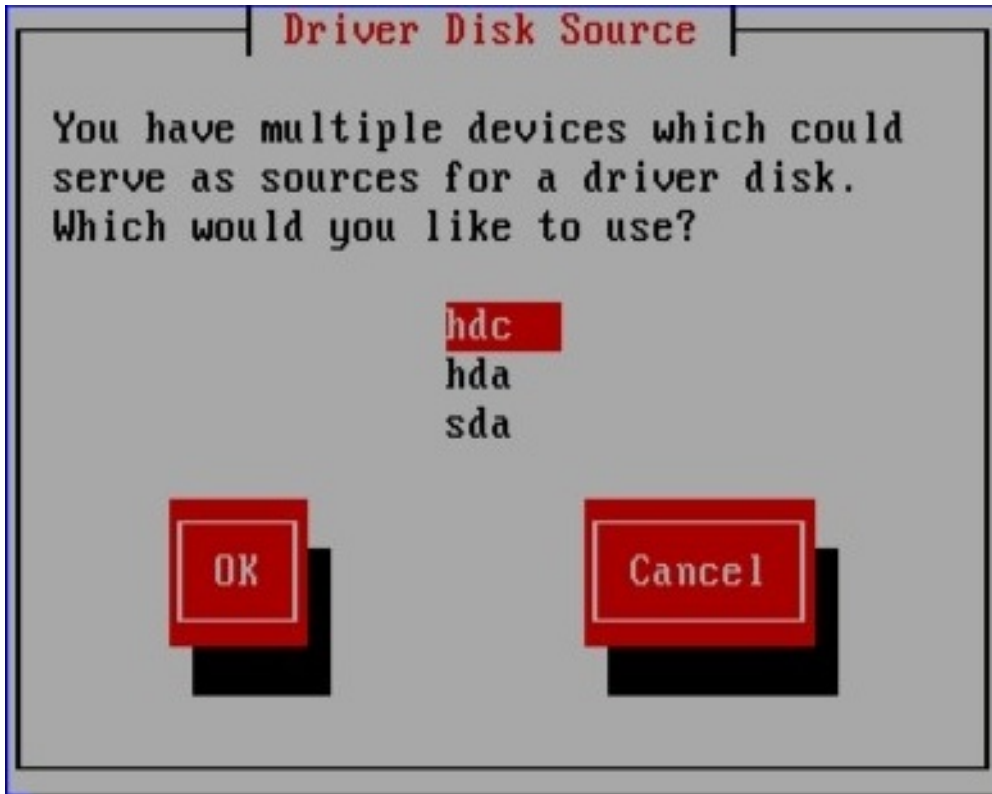 Driver Disk Source
You have multiple devices which could
serve as sources for a driver disk.
Which would you like to use?
hdc
hda
sda
OK Cancel